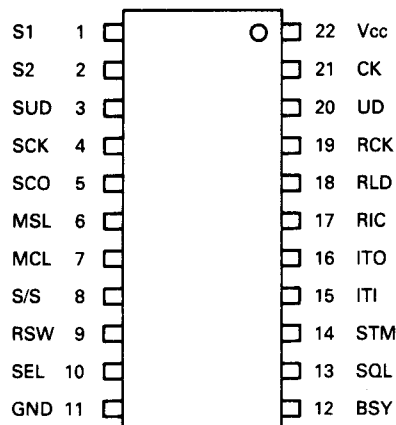 S1 1 22 Vcc
S2 2 21 CK
SUD 3 20 UD
SCK 4 19 RCK
SCO 5 18 RLD
MSL 6 17 RIC
MCL 7 16 ITO
S/S 8 15 ITI
RSW 9 14 STM
SEL 10 13 SQL
GND 11 12 BSY